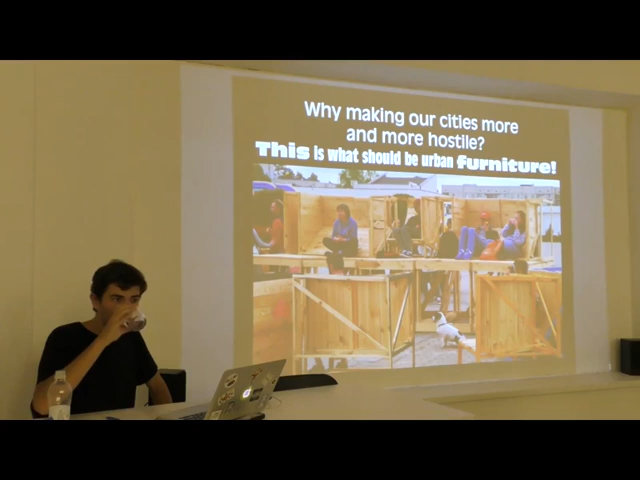 Why making our cities more
and more hostile?
This is what should be urban furniture!